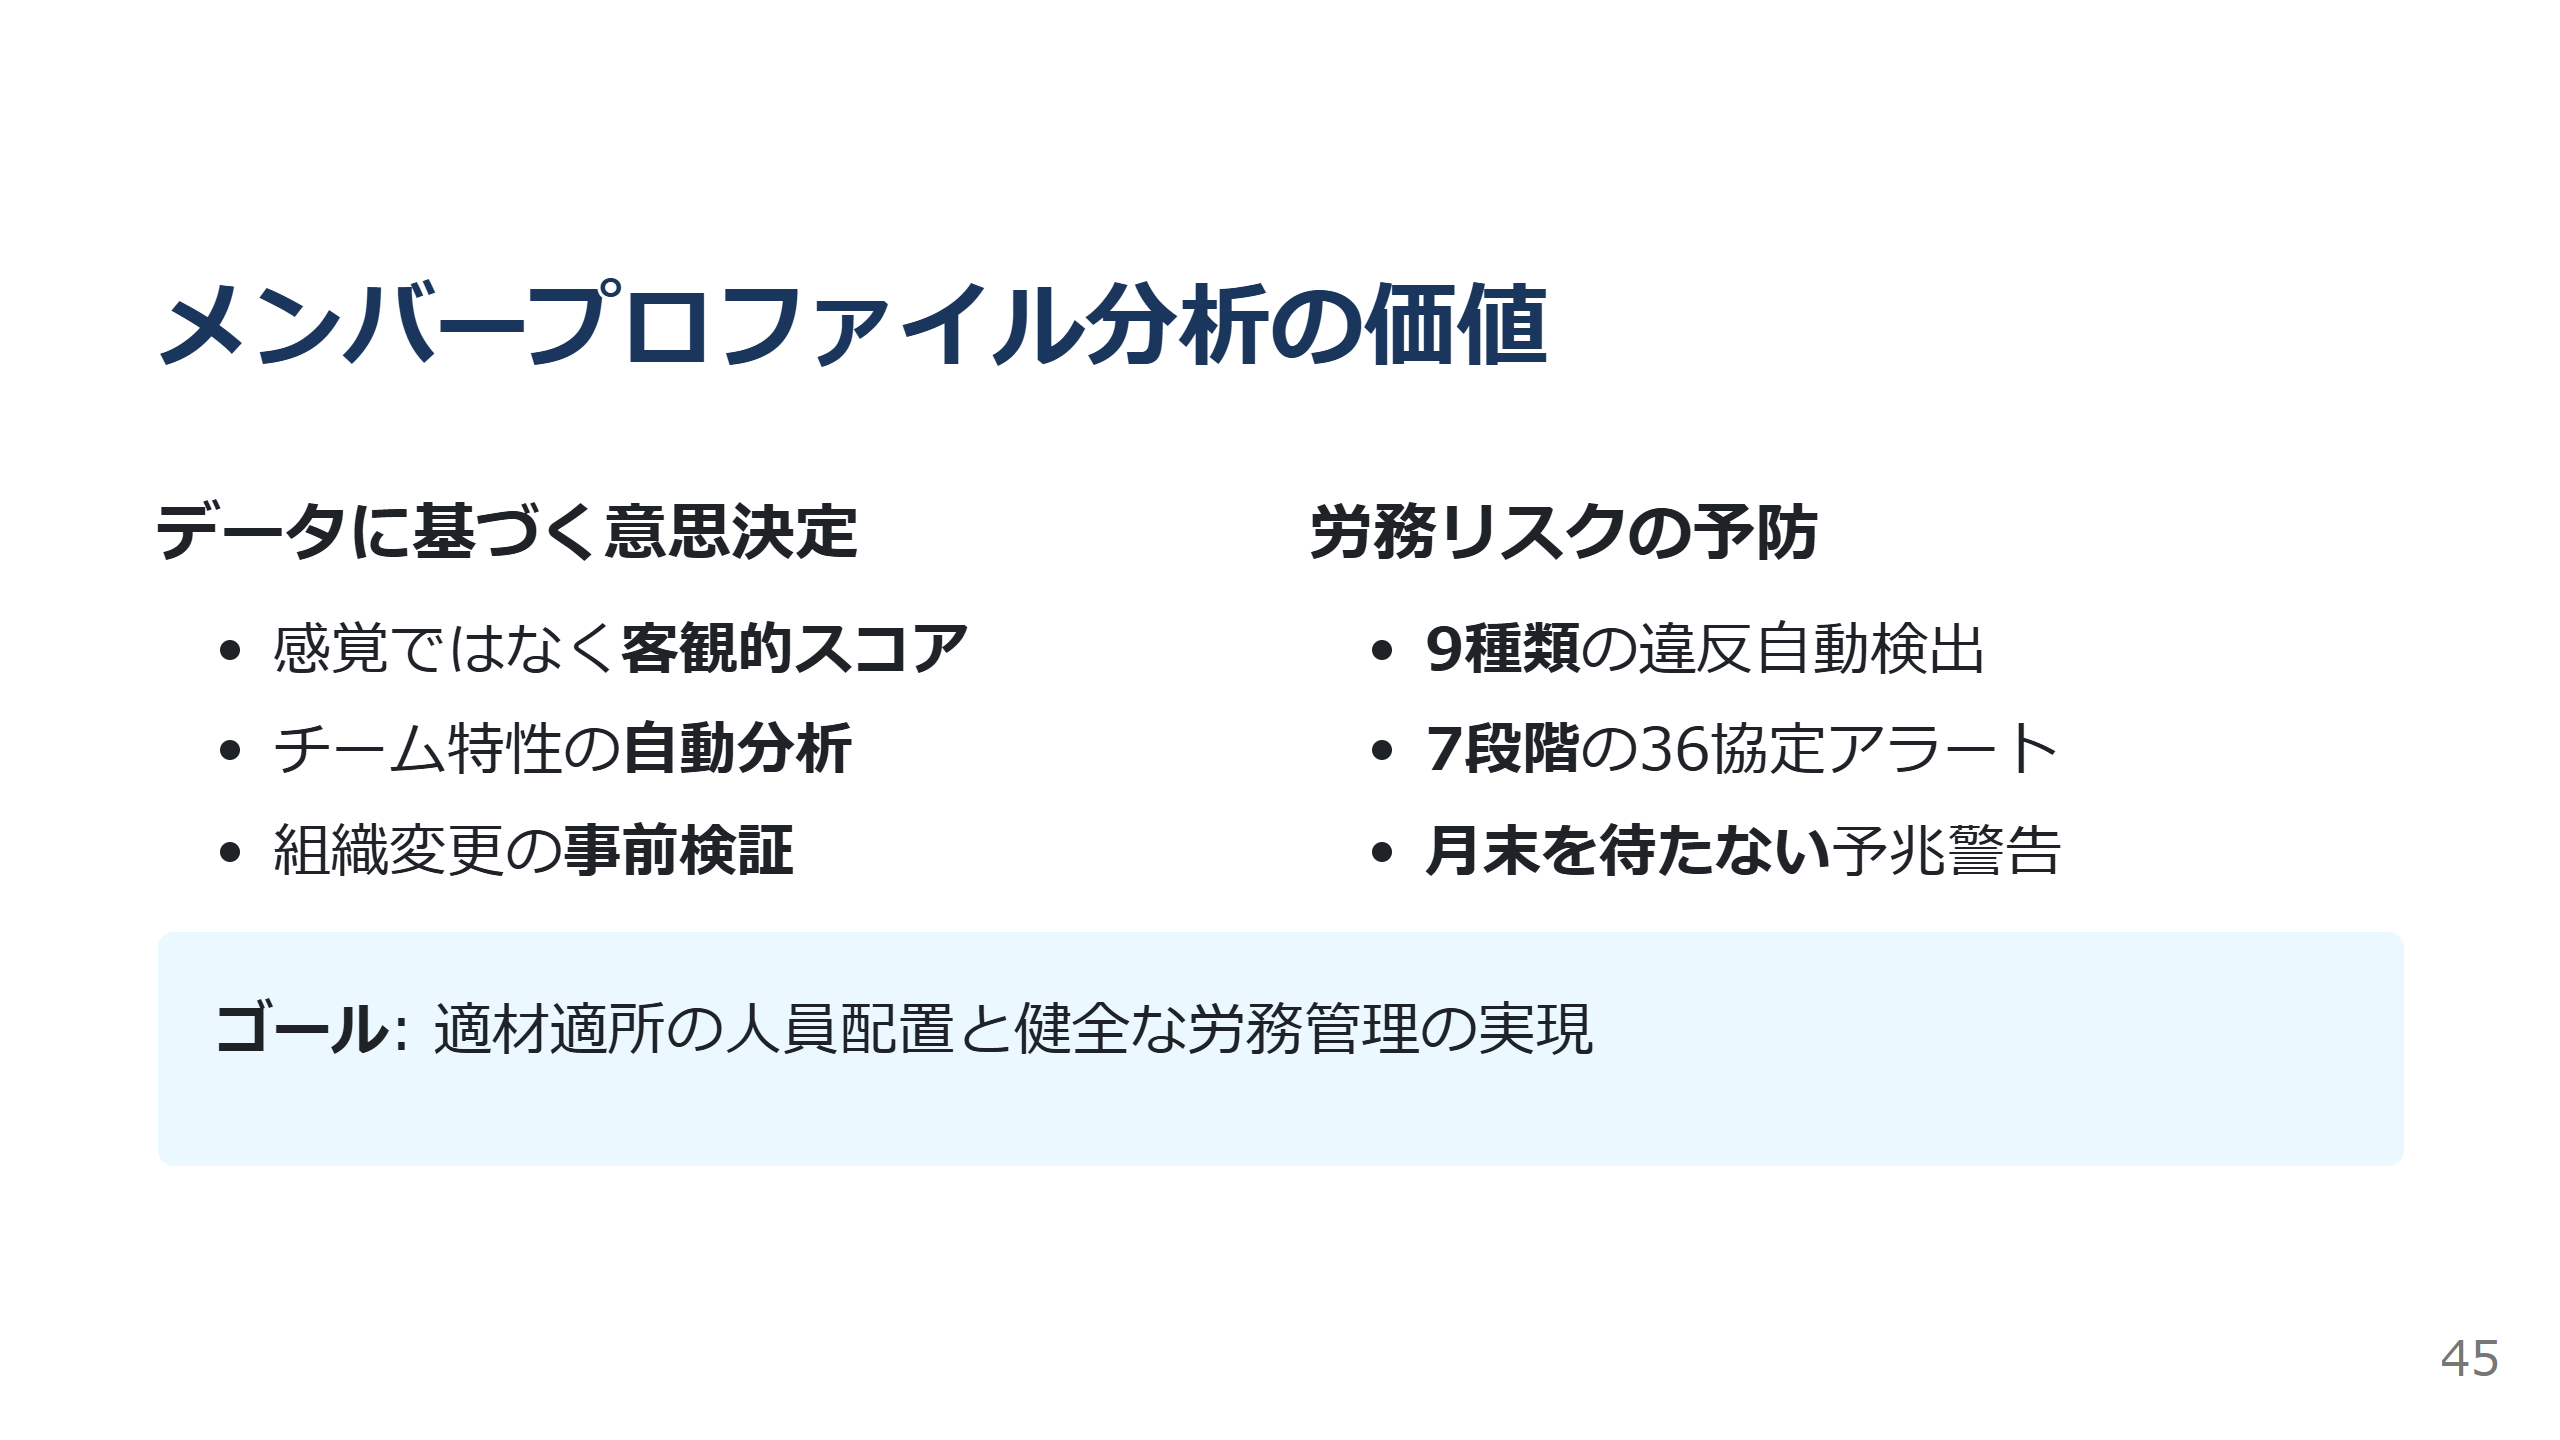 メンバープロファイル分析の価値
データに基づく意思決定
• 感覚ではなく客観的スコア
• チーム特性の自動分析
• 組織変更の事前検証
労務リスクの予防
• 9種類の違反自動検出
• 7段階の36協定アラート
• 月末を待たない予兆警告
ゴール: 適材適所の人員配置と健全な労務管理の実現
45